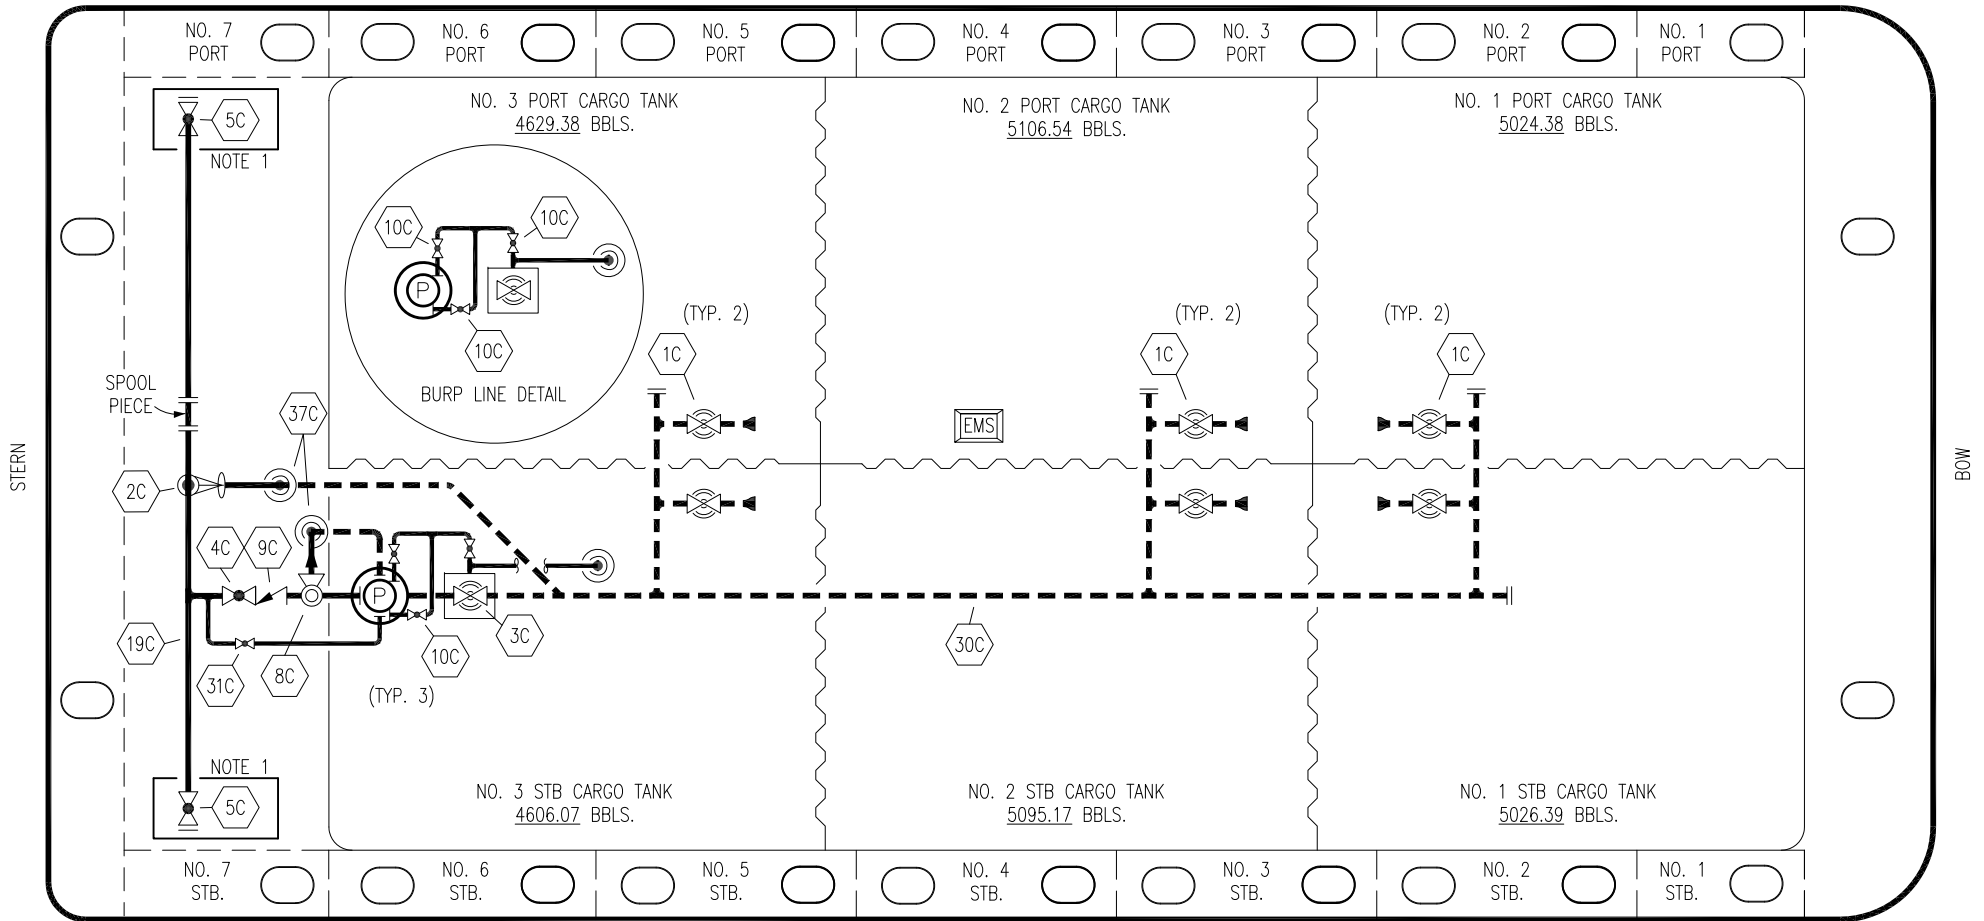 NO. 7
PORT
NO. 6
PORT
NO. 5
PORT
NO. 4
PORT
NO. 3
PORT
NO. 2
PORT
NO. 1
PORT
NO. 3 PORT CARGO TANK
4629.38 BBLS.
NO. 2 PORT CARGO TANK
5106.54 BBLS.
NO. 1 PORT CARGO TANK
5024.38 BBLS.
5C
NOTE 1
10C
10C
P
10C
BURP LINE DETAIL
(TYP. 2)
1C
(TYP. 2)
1C
(TYP. 2)
1C
SPOOL
PIECE
37C
EMS
STERN
BOW
2C
4C
9C
P
19C
31C
8C
10C
3C
30C
(TYP. 3)
NOTE 1
5C
NO. 3 STB CARGO TANK
4606.07 BBLS.
NO. 2 STB CARGO TANK
5095.17 BBLS.
NO. 1 STB CARGO TANK
5026.39 BBLS.
NO. 7
STB.
NO. 6
STB.
NO. 5
STB.
NO. 4
STB.
NO. 3
STB.
NO. 2
STB.
NO. 1
STB.